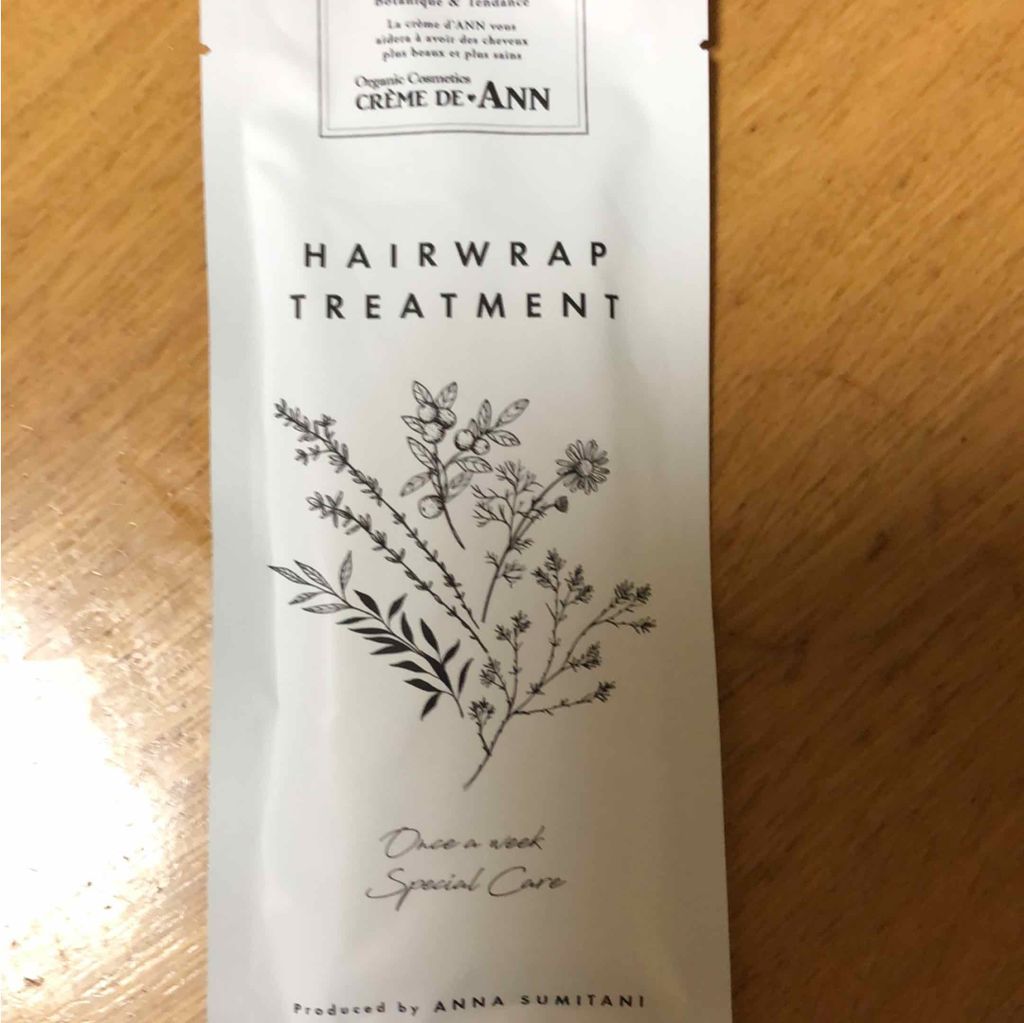 Botanique & Tendance
La crème d'ANN vous
aidera à avoir des cheveux
plus beaux et plus sains
Organic Cosmetics
CRÈME DE♥ANN
HAIRWRAP
TREATMENT
Once a week
Special Care
Produced by ANNA SUMITANI